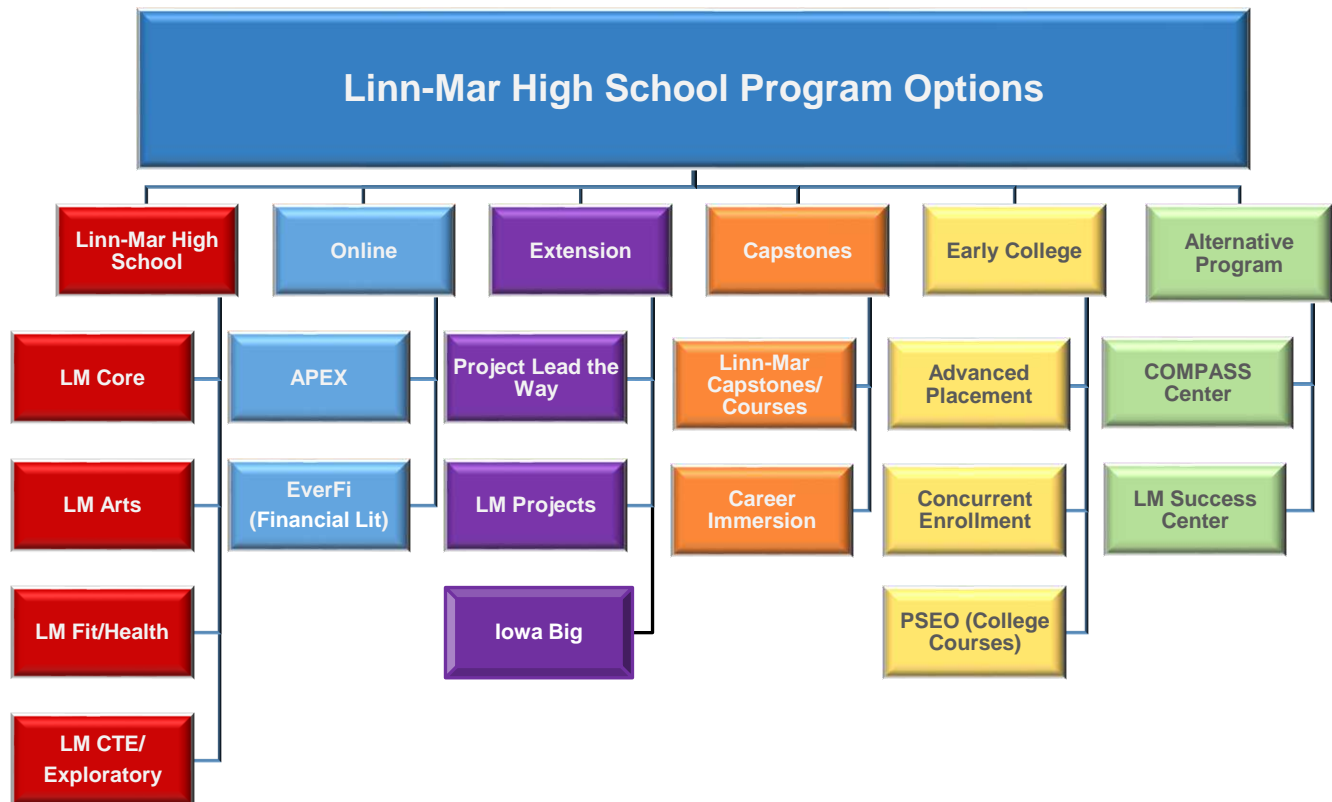 Linn-Mar High School Program Options
Linn-Mar High
School
Online
Extension
Capstones
Early College
Alternative
Program
LM Core
APEX
Project Lead the
Way
Linn-Mar
Capstones/
Courses
Advanced
Placement
COMPASS
Center
LM Arts
EverFi
(Financial Lit)
LM Projects
Career
Immersion
Concurrent
Enrollment
LM Success
Center
LM Fit/Health
Iowa Big
PSEO (College
Courses)
LM CTE/
Exploratory